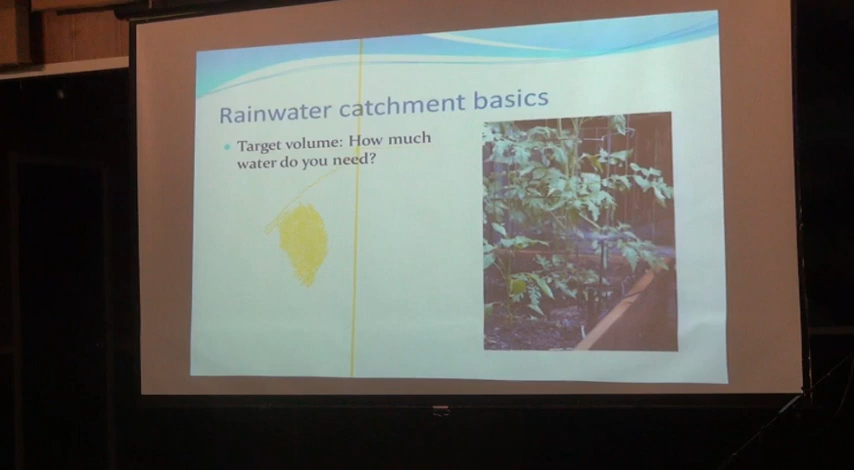 Rainwater catchment basics
Target volume: How much
water do you need?